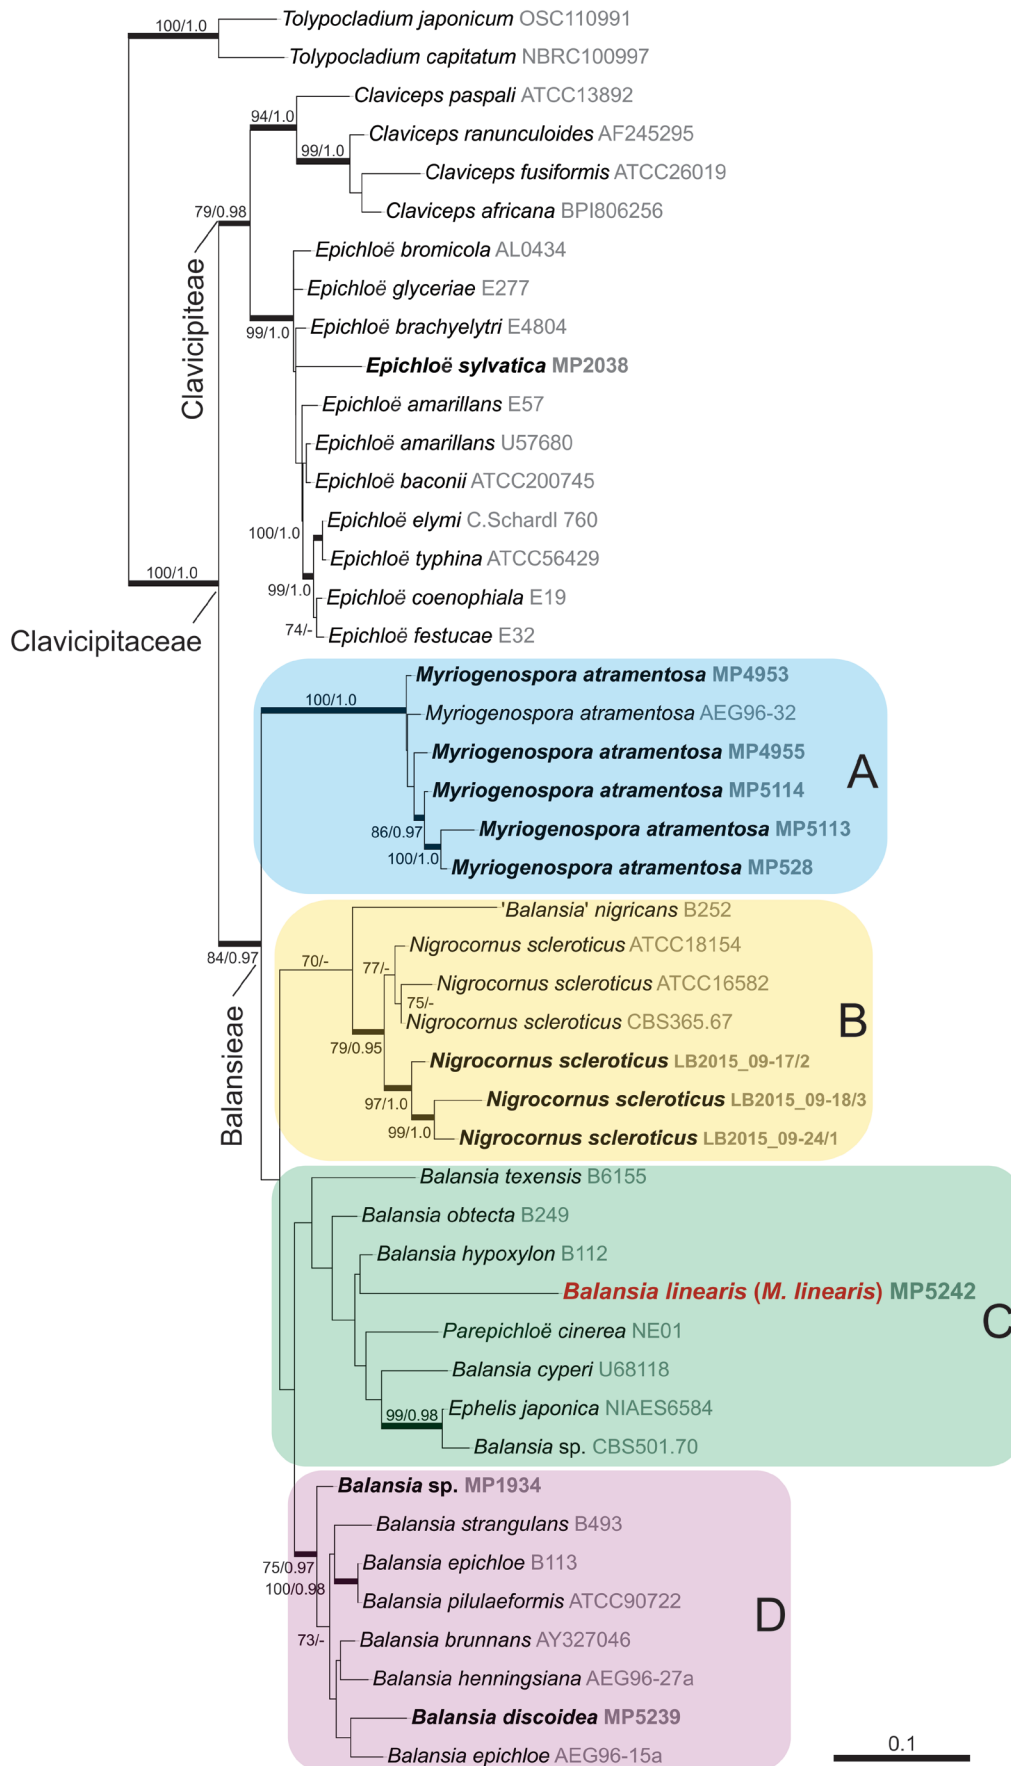 Tolypocladium japonicum OSC110991
100/1.0
Tolypocladium capitatum NBRC100997
Claviceps paspali ATCC13892
94/1.0
Claviceps ranunculoides AF245295
99/1.0
Claviceps fusiformis ATCC26019
Claviceps africana BPI806256
79/0.98
Clavicipiteae
Epichloë bromicola AL0434
Epichloë glyceriae E277
Epichloë brachyelytri E4804
99/1.0
Epichloë sylvatica MP2038
Epichloë amarillans E57
Epichloë amarillans U57680
Epichloë baconii ATCC200745
Epichloë elymi C.Schardl 760
100/1.0
Epichloë typhina ATCC56429
100/1.0
99/1.0
Epichloë coenophiala E19
74/-
Epichloë festucae E32
Clavicipitaceae
Myriogenospora atramentosa MP4953
100/1.0
Myriogenospora atramentosa AEG96-32
Myriogenospora atramentosa MP4955
A
Myriogenospora atramentosa MP5114
86/0.97
Myriogenospora atramentosa MP5113
100/1.0
Myriogenospora atramentosa MP528
'Balansia' nigricans B252
84/0.97
Balansieae
70/-
Nigrocornus scleroticus ATCC18154
77/-
Nigrocornus scleroticus ATCC16582
75/-
Nigrocornus scleroticus CBS365.67
B
79/0.95
Nigrocornus scleroticus LB2015_09-17/2
97/1.0
Nigrocornus scleroticus LB2015_09-18/3
99/1.0
Nigrocornus scleroticus LB2015_09-24/1
Balansia texensis B6155
Balansia obtecta B249
Balansia hypoxylon B112
Balansia linearis (M. linearis) MP5242
C
Parepichloë cinerea NE01
Balansia cyperi U68118
Ephelis japonica NIAES6584
99/0.98
Balansia sp. CBS501.70
Balansia sp. MP1934
Balansia strangulans B493
75/0.97
Balansia epichloe B113
100/0.98
Balansia pilulaeformis ATCC90722
D
73/-
Balansia brunnans AY327046
Balansia henningsiana AEG96-27a
Balansia discoidea MP5239
Balansia epichloe AEG96-15a
0.1